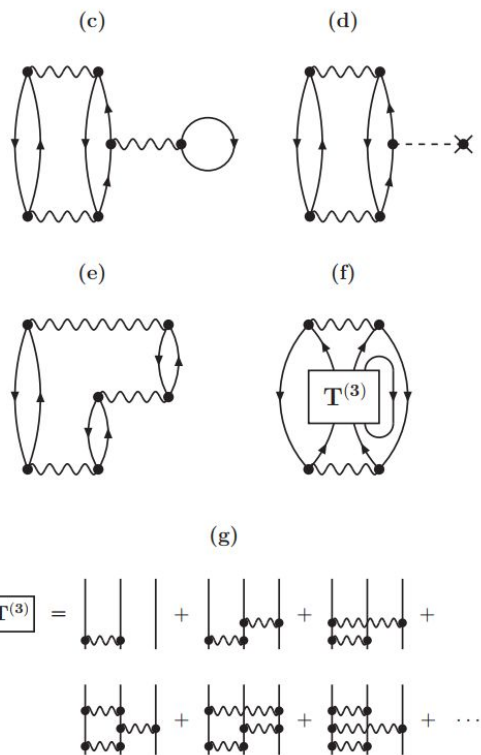 (c) (d)
(e) (f)
T(3)
(g)
T(3) = + + +
+ + + ···